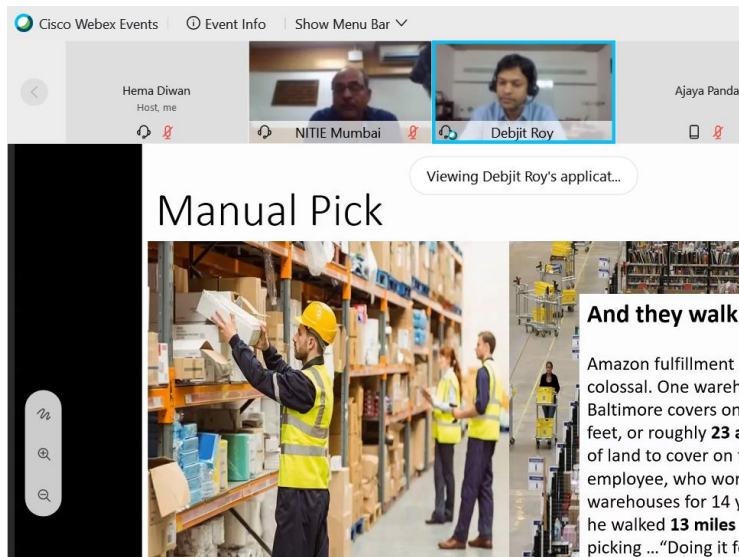 Cisco Webex Events
Event Info
Show Menu Bar
Hema Diwan
Host, me
NITIE Mumbai
Debjit Roy
Ajaya Panda
Viewing Debjit Roy's applicat...
Manual Pick
And they walk
Amazon fulfillment
colossal. One wareh
Baltimore covers on
feet, or roughly 23 a
of land to cover on
employee, who wor
warehouses for 14 y
he walked 13 miles
picking ..."Doing it fo